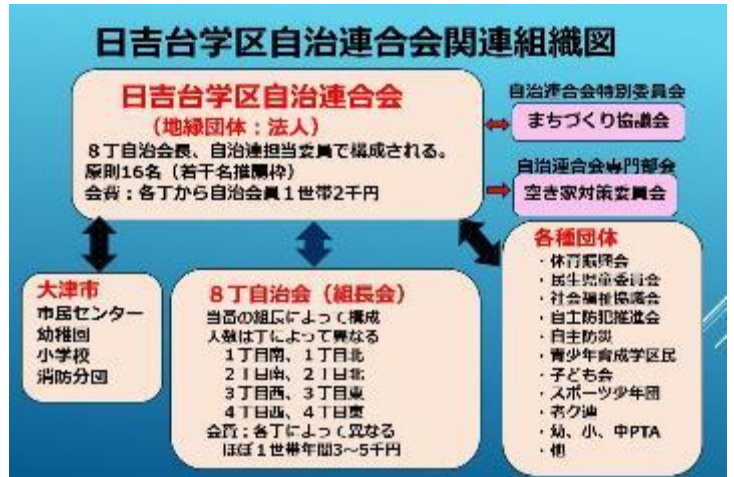 日吉台学区自治連合会関連組織図
日吉台学区自治連合会
（地縁団体：法人）
８丁自治会長、自治連担当委員で構成される。
原則16名（若干名推薦枠）
会費：各丁から自治会員１世帯2千円
自治連合会特別委員会
まちづくり協議会
自治連合会専門部会
空き家対策委員会
大津市
市民センター
幼稚園
小学校
消防分団
８丁自治会（組長会）
当番の組長によって構成
人数は丁によって異なる
１丁目南、１丁目北
２丁目南、２丁目北
３丁目西、３丁目東
４丁目西、４丁目東
会費：各丁によって異なる
ほぼ１世帯年間3～5千円
各種団体
・体育振興会
・民生児童委員会
・社会福祉協議会
・自主防犯推進会
・自主防災
・青少年育成学区民
・子ども会
・スポーツ少年団
・老ク連
・幼、小、中PTA
・他